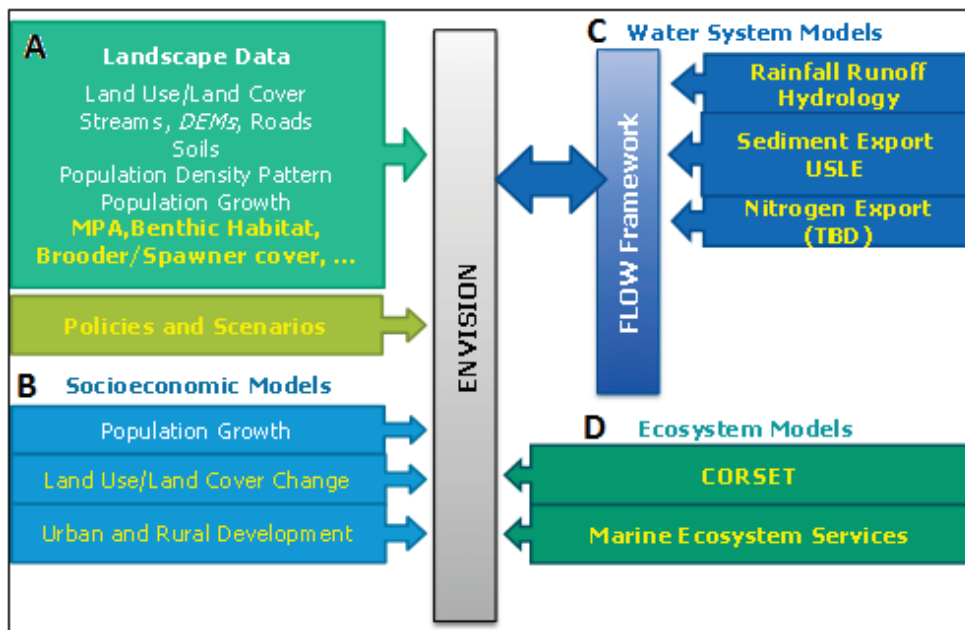 A
Landscape Data
Land Use/Land Cover
Streams, DEMs, Roads
Soils
Population Density Pattern
Population Growth
MPA,Benthic Habitat,
Brooder/Spawner cover, ...
Policies and Scenarios
B Socioeconomic Models
Population Growth
Land Use/Land Cover Change
Urban and Rural Development
ENVISION
C Water System Models
FLOW Framework
Rainfall Runoff
Hydrology
Sediment Export
USLE
Nitrogen Export
(TBD)
D Ecosystem Models
CORSET
Marine Ecosystem Services